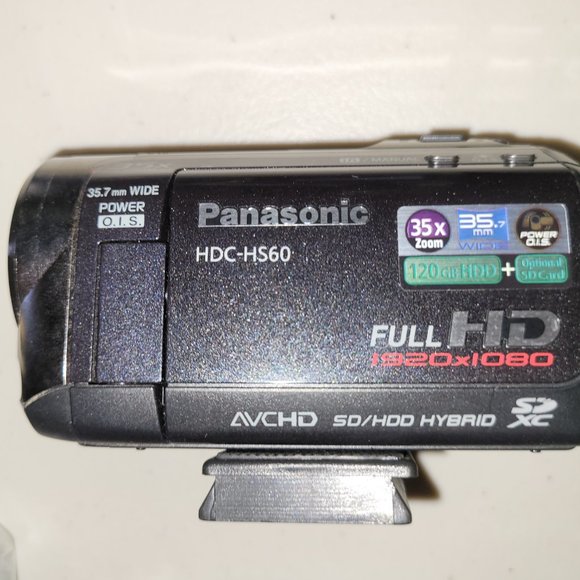 35.7mm WIDE
POWER
O.I.S.
Panasonic
HDC-HS60
35x
Zoom
35.7
mm
WIDE
POWER
O.I.S.
120GB HDD + Optional
SD Card
FULL HD
1920x1080
AVCHD SD/HDD HYBRID SD
XC